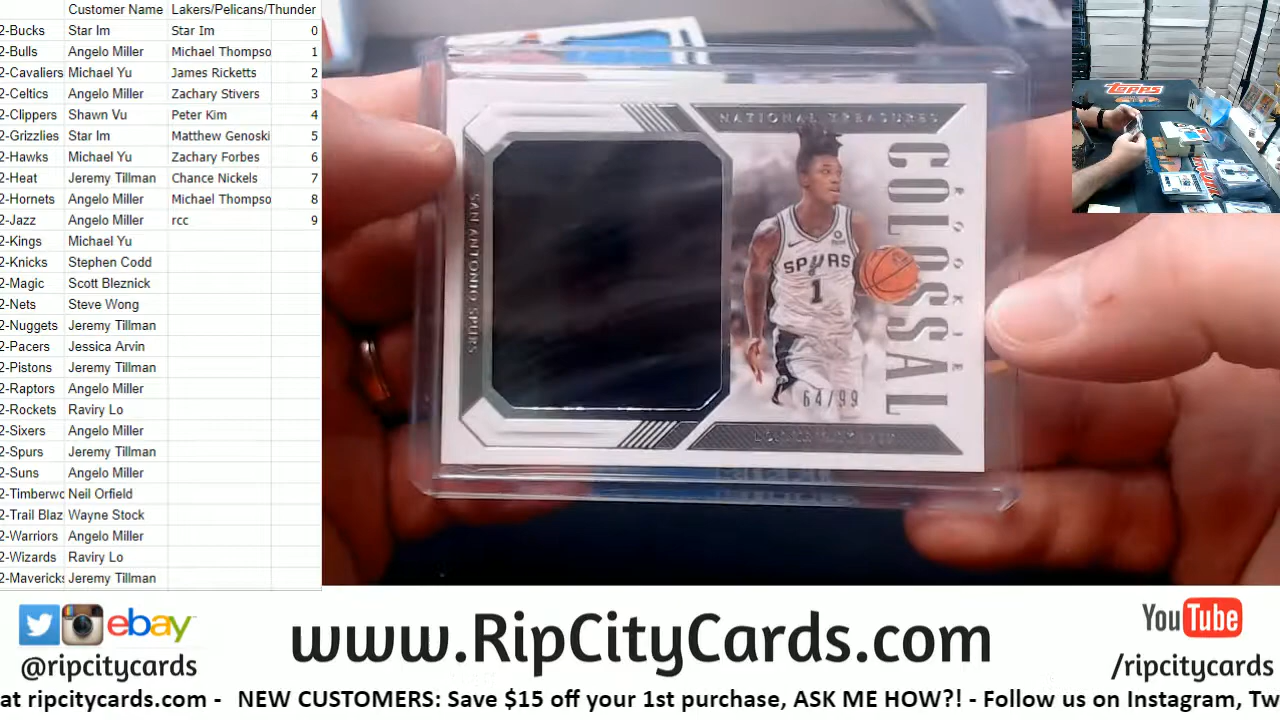 Customer Name Lakers/Pelicans/Thunder
2-Bucks Star Im Star Im 0
2-Bulls Angelo Miller Michael Thompso 1
2-Cavaliers Michael Yu James Ricketts 2
2-Celtics Angelo Miller Zachary Stivers 3
2-Clippers Shawn Vu Peter Kim 4
2-Grizzlies Star Im Matthew Genoski 5
2-Hawks Michael Yu Zachary Forbes 6
2-Heat Jeremy Tillman Chance Nickels 7
2-Hornets Angelo Miller Michael Thompso 8
2-Jazz Angelo Miller rcc 9
2-Kings Michael Yu
2-Knicks Stephen Codd
2-Magic Scott Bleznick
2-Nets Steve Wong
2-Nuggets Jeremy Tillman
2-Pacers Jessica Arvin
2-Pistons Jeremy Tillman
2-Raptors Angelo Miller
2-Rockets Raviry Lo
2-Sixers Angelo Miller
2-Spurs Jeremy Tillman
2-Suns Angelo Miller
2-Timberwo Neil Orfield
2-Trail Blaz Wayne Stock
2-Warriors Angelo Miller
2-Wizards Raviry Lo
2-Mavericks Jeremy Tillman
NATIONAL TREASURES
COLOSSAL
ROOKIE
SAN ANTONIO SPURS
SPURS
1
64/99
TOPPS
ebay
@ripcitycards
www.RipCityCards.com
YouTube
/ripcitycards
at ripcitycards.com - NEW CUSTOMERS: Save $15 off your 1st purchase, ASK ME HOW?! - Follow us on Instagram, Tw